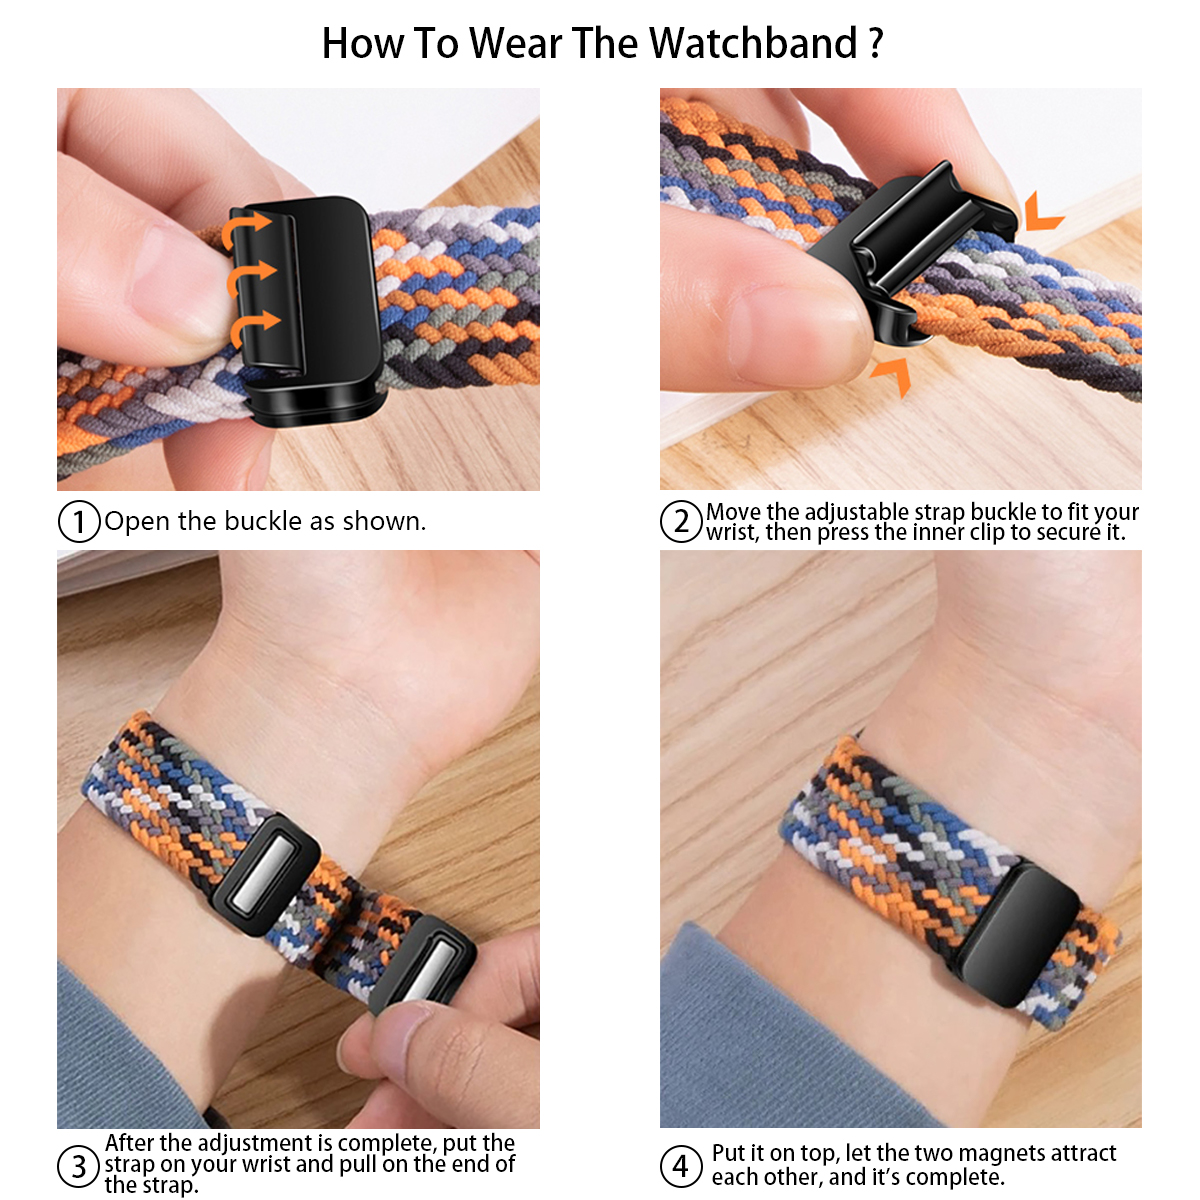 How To Wear The Watchband ?
1 Open the buckle as shown.
2 Move the adjustable strap buckle to fit your
wrist, then press the inner clip to secure it.
3 After the adjustment is complete, put the
strap on your wrist and pull on the end of
the strap.
4 Put it on top, let the two magnets attract
each other, and it's complete.